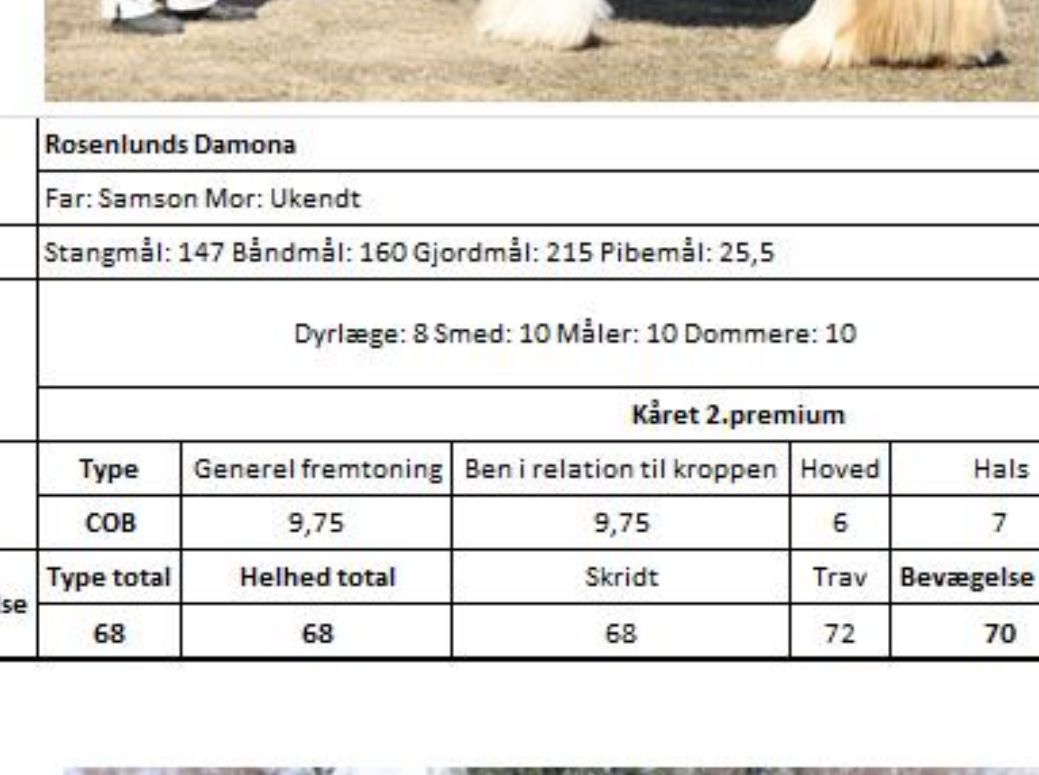 Rosenlunds Damona
Far: Samson Mor: Ukendt
Stangmål: 147 Båndmål: 160 Gjordmål: 215 Pibemål: 25,5
Dyrlæge: 8 Smed: 10 Måler: 10 Dommere: 10
Kåret 2.premium
Type Generel fremtoning Ben i relation til kroppen Hoved Hals
COB 9,75 9,75 6 7
Type total Helhed total Skridt Trav Bevægelse
se
68 68 68 72 70